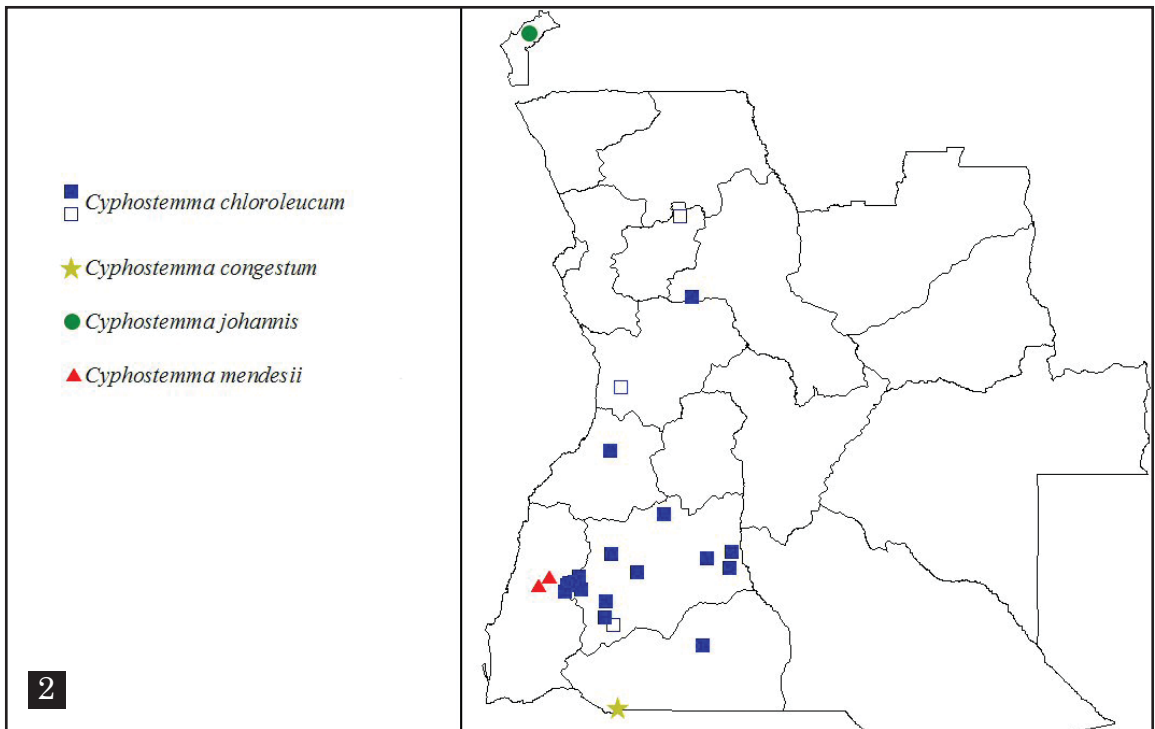 Cyphostemma chloroleucum
Cyphostemma congestum
Cyphostemma johannis
Cyphostemma mendesii
2